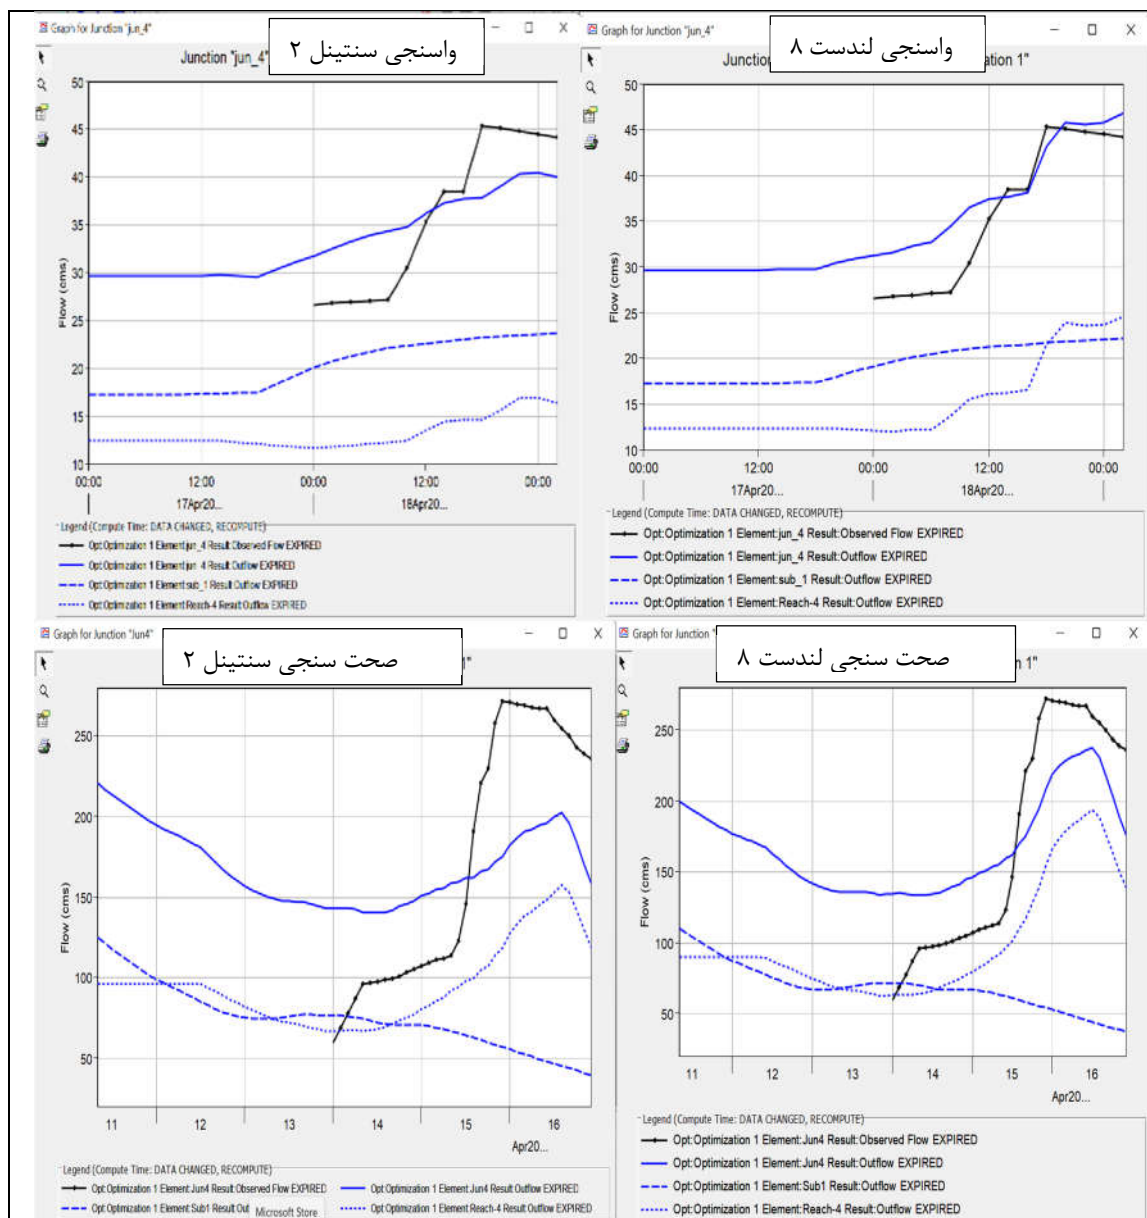 Graph for Junction "jun_4"
Junction "jun_4"
واسنجی سنتینل ۲
50
45
40
35
30
25
20
15
10
Flow (cms)
00:00 12:00 00:00 12:00 00:00
17Apr20... 18Apr20...
Legend (Compute Time: DATA CHANGED, RECOMPUTE)
Opt:Optimization 1 Element:jun_4 Result:Observed Flow EXPIRED
Opt:Optimization 1 Element:jun_4 Result:Outflow EXPIRED
Opt:Optimization 1 Element:sub_1 Result:Outflow EXPIRED
Opt:Optimization 1 Element:Reach-4 Result:Outflow EXPIRED
Graph for Junction "jun_4"
Junction
واسنجی لندست ۸
ation 1"
50
45
40
35
30
25
20
15
10
Flow (cms)
00:00 12:00 00:00 12:00 00:00
17Apr20... 18Apr20...
Legend (Compute Time: DATA CHANGED, RECOMPUTE)
Opt:Optimization 1 Element:jun_4 Result:Observed Flow EXPIRED
Opt:Optimization 1 Element:jun_4 Result:Outflow EXPIRED
Opt:Optimization 1 Element:sub_1 Result:Outflow EXPIRED
Opt:Optimization 1 Element:Reach-4 Result:Outflow EXPIRED
Graph for Junction "Jun4"
صحت سنجی سنتینل ۲
1"
250
200
150
100
50
Flow (cms)
11 12 13 14 15 16
Apr20...
Legend (Compute Time: DATA CHANGED, RECOMPUTE)
Opt:Optimization 1 Element:Jun4 Result:Observed Flow EXPIRED Opt:Optimization 1 Element:Jun4 Result:Outflow EXPIRED
Opt:Optimization 1 Element:Sub1 Result:Out Microsoft Store Opt:Optimization 1 Element:Reach-4 Result:Outflow EXPIRED
Graph for Junction "
صحت سنجی لندست ۸
1"
250
200
150
100
50
Flow (cms)
11 12 13 14 15 16
Apr20...
Legend (Compute Time: DATA CHANGED, RECOMPUTE)
Opt:Optimization 1 Element:Jun4 Result:Observed Flow EXPIRED
Opt:Optimization 1 Element:Jun4 Result:Outflow EXPIRED
Opt:Optimization 1 Element:Sub1 Result:Outflow EXPIRED
Opt:Optimization 1 Element:Reach-4 Result:Outflow EXPIRED